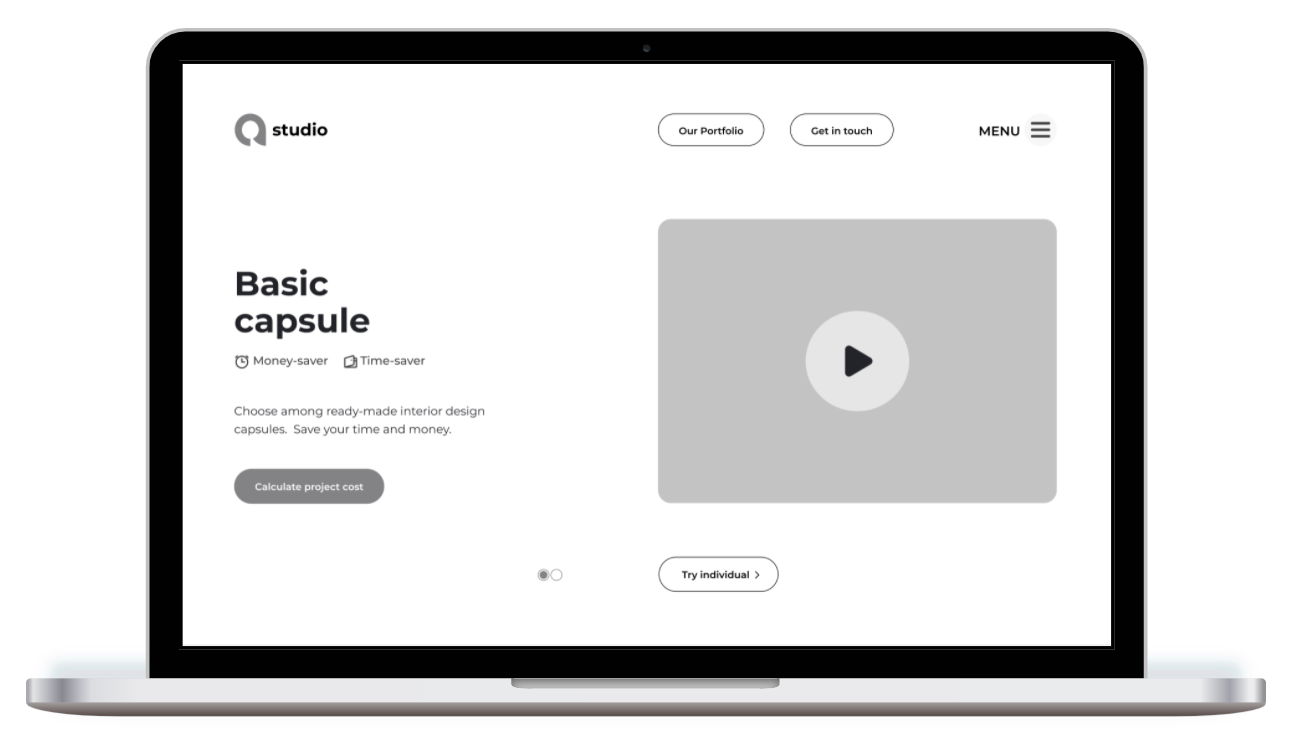 studio
Our Portfolio
Get in touch
MENU
Basic
capsule
Money-saver
Time-saver
Choose among ready-made interior design
capsules.  Save your time and money.
Calculate project cost
Try individual